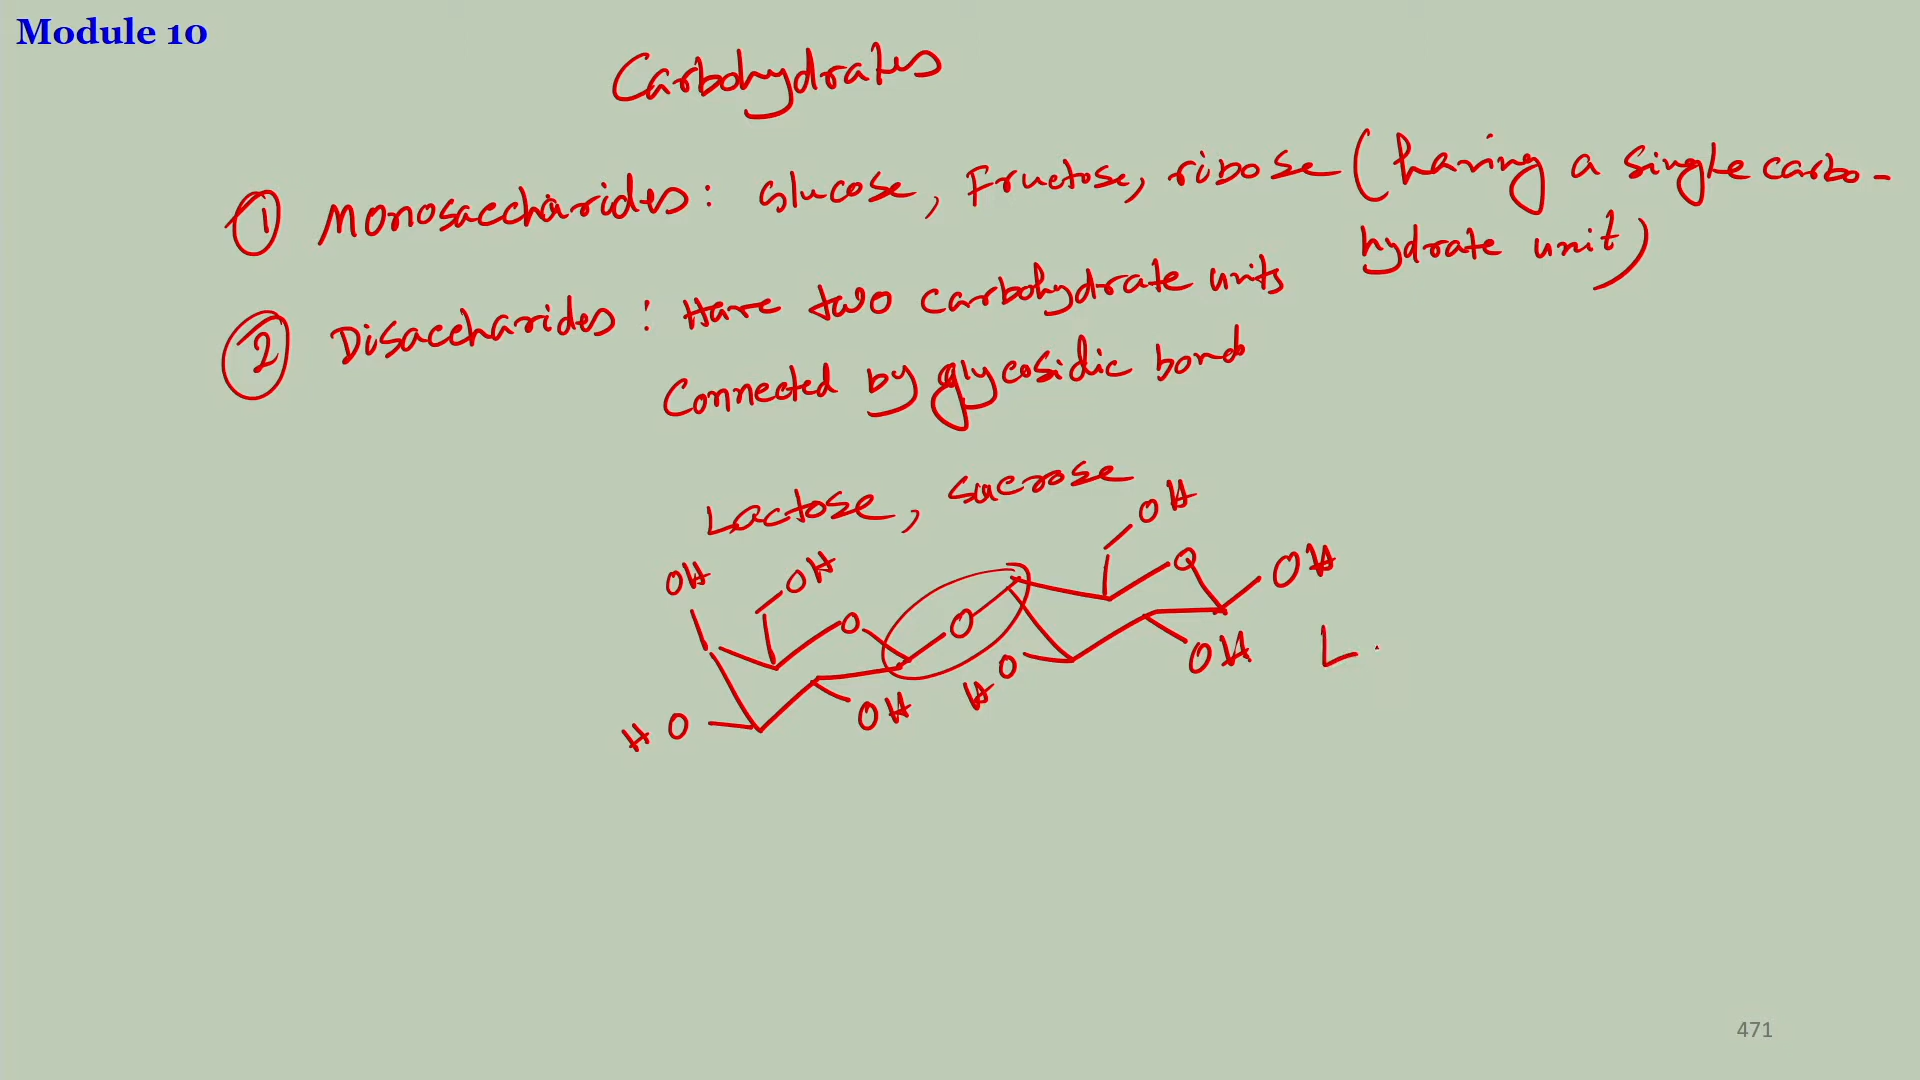 Module 10
Carbohydrates
① Monosaccharides: Glucose, Fructose, ribose (having a single carbo-
hydrate unit)
② Disaccharides: Have two carbohydrate units
Connected by glycosidic bond
Lactose, sucrose
OH
OH OH O OH
O O
HO OH HO OH L
471